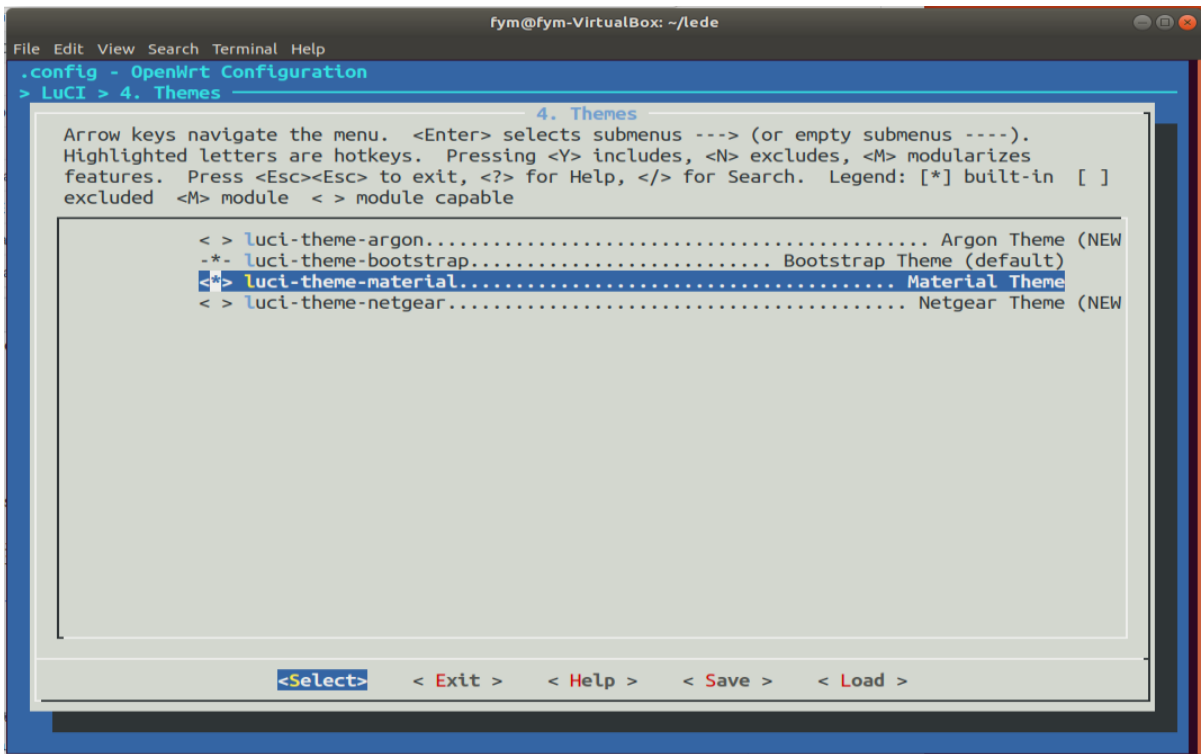 fym@fym-VirtualBox: ~/lede
File Edit View Search Terminal Help
.config - OpenWrt Configuration
> LuCI > 4. Themes
4. Themes
Arrow keys navigate the menu.  <Enter> selects submenus ---> (or empty submenus ----).
Highlighted letters are hotkeys.  Pressing <Y> includes, <N> excludes, <M> modularizes
features.  Press <Esc><Esc> to exit, <?> for Help, </> for Search.  Legend: [*] built-in  [ ]
excluded  <M> module  < > module capable
< > luci-theme-argon............................................. Argon Theme (NEW
-*- luci-theme-bootstrap........................... Bootstrap Theme (default)
<*> luci-theme-material....................................... Material Theme
< > luci-theme-netgear......................................... Netgear Theme (NEW
<Select>    < Exit >    < Help >    < Save >    < Load >